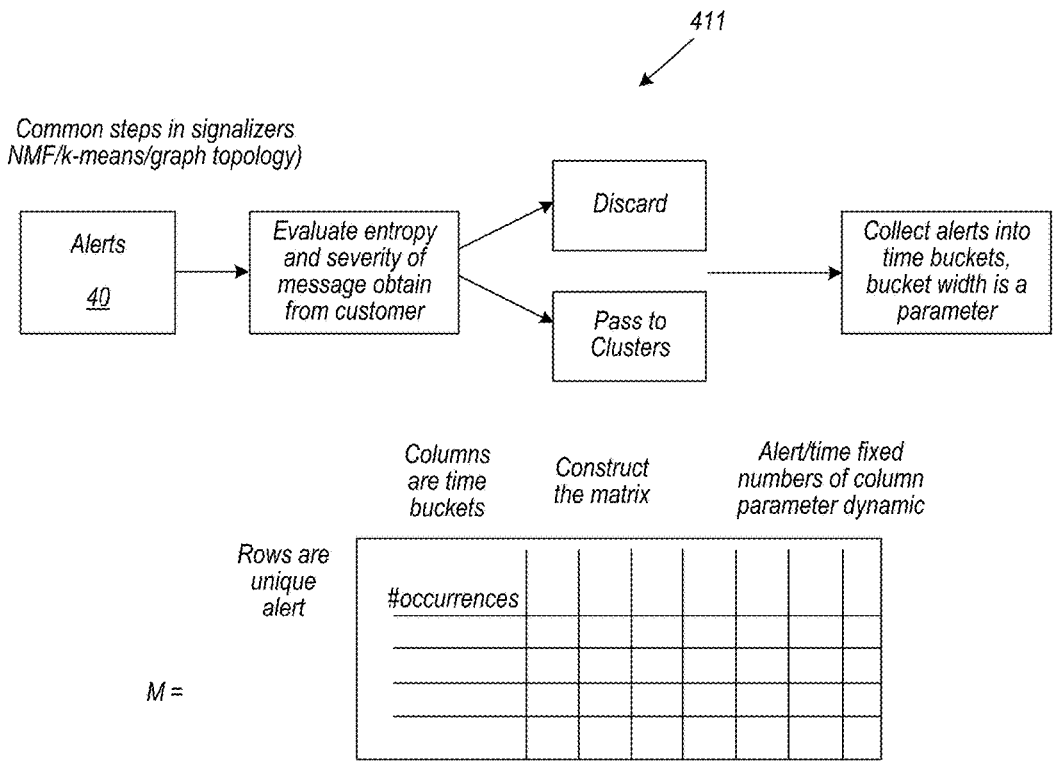 411
Common steps in signalizers
NMF/k-means/graph topology)
Alerts
40
Evaluate entropy
and severity of
message obtain
from customer
Discard
Pass to
Clusters
Collect alerts into
time buckets,
bucket width is a
parameter
Columns
are time
buckets
Construct
the matrix
Alert/time fixed
numbers of column
parameter dynamic
Rows are
unique
alert
#occurrences
M =